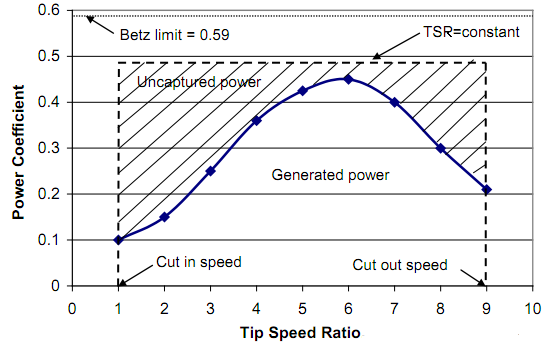 0.6
Betz limit = 0.59
TSR=constant
0.5
Uncaptured power
0.4
0.3
Generated power
0.2
0.1
Cut in speed
Cut out speed
0
0 1 2 3 4 5 6 7 8 9 10
Power Coefficient
Tip Speed Ratio